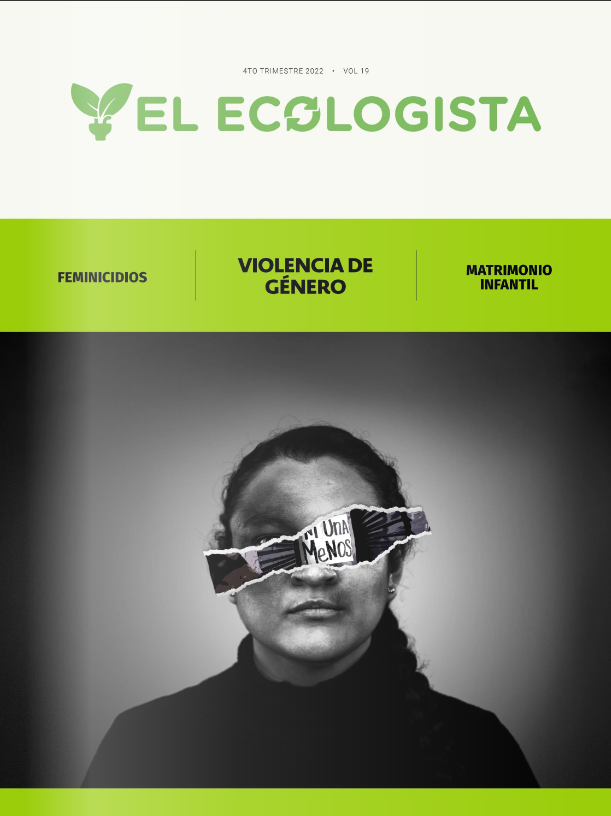 4TO TRIMESTRE 2022 • VOL 19
EL ECOLOGISTA
FEMINICIDIOS
VIOLENCIA DE
GÉNERO
MATRIMONIO
INFANTIL
NI UnA
MeNOS